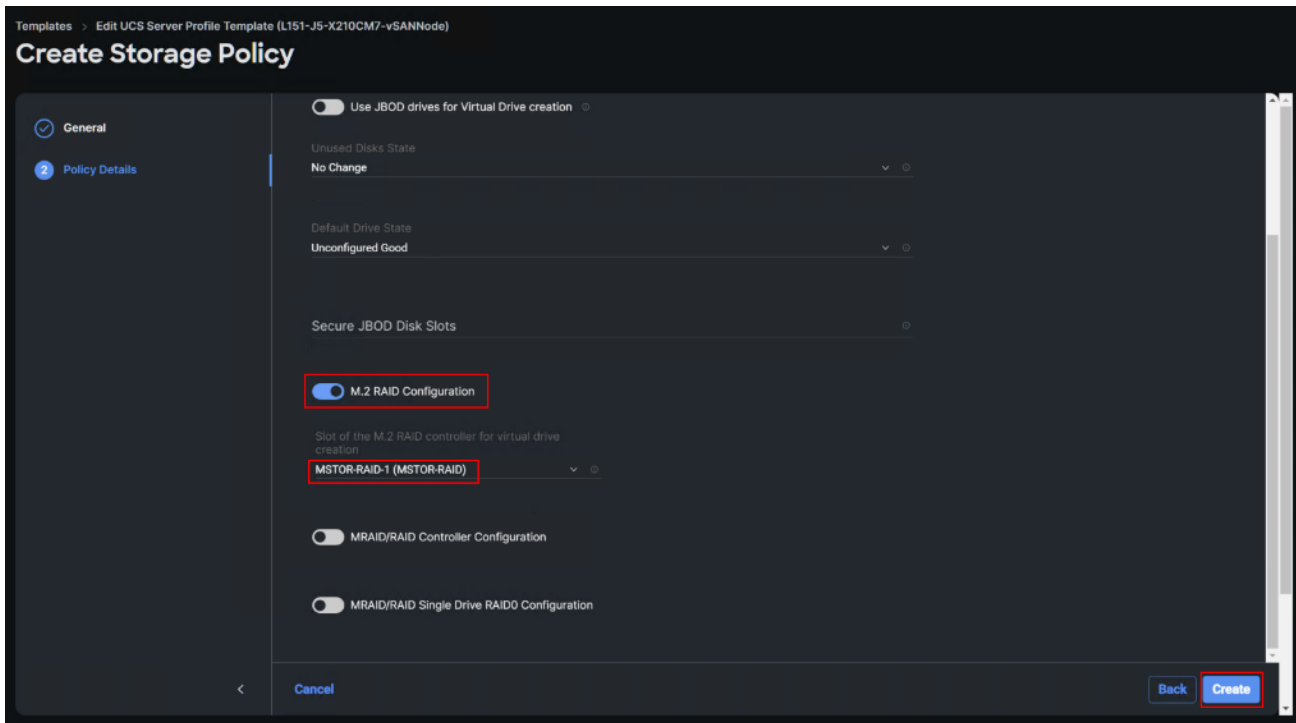 Templates > Edit UCS Server Profile Template (L151-J5-X210CM7-vSANNode)
Create Storage Policy
General
2 Policy Details
Use JBOD drives for Virtual Drive creation
Unused Disks State
No Change
Default Drive State
Unconfigured Good
Secure JBOD Disk Slots
M.2 RAID Configuration
Slot of the M.2 RAID controller for virtual drive
creation
MSTOR-RAID-1 (MSTOR-RAID)
MRAID/RAID Controller Configuration
MRAID/RAID Single Drive RAID0 Configuration
Cancel
Back
Create